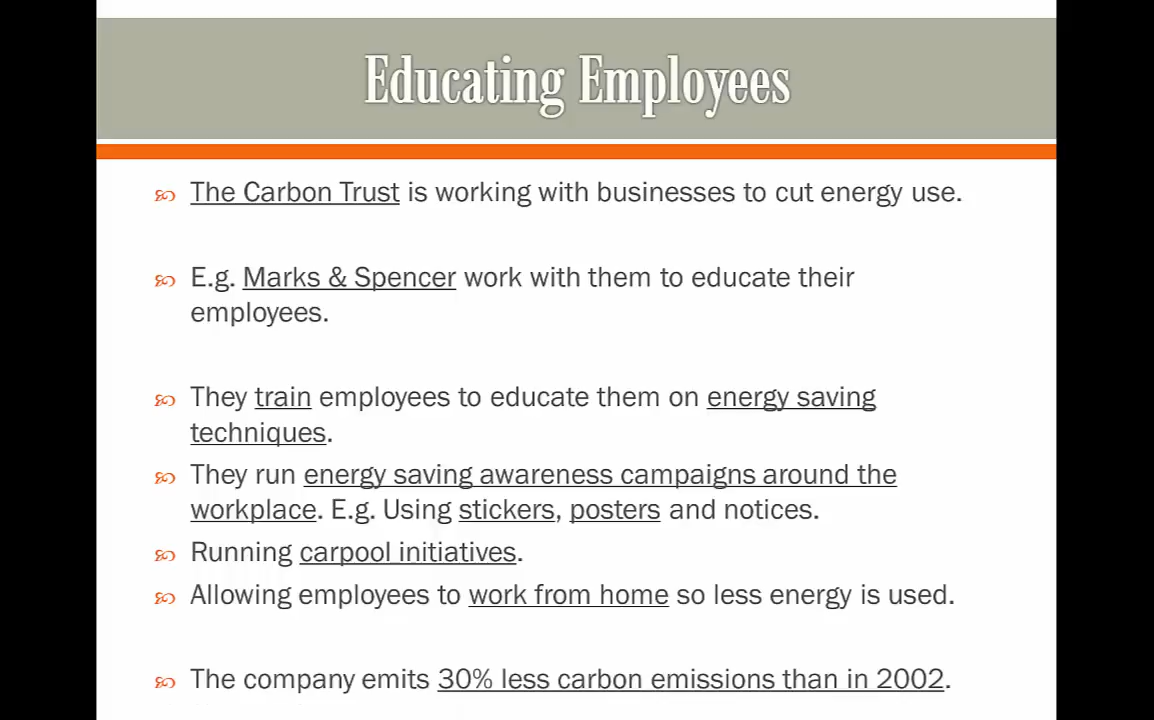 Educating Employees
The Carbon Trust is working with businesses to cut energy use.
E.g. Marks & Spencer work with them to educate their
employees.
They train employees to educate them on energy saving
techniques.
They run energy saving awareness campaigns around the
workplace. E.g. Using stickers, posters and notices.
Running carpool initiatives.
Allowing employees to work from home so less energy is used.
The company emits 30% less carbon emissions than in 2002.